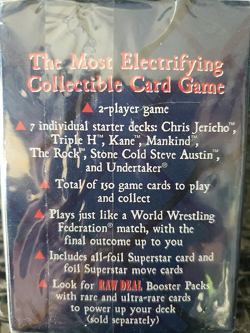 The Most Electrifying
Collectible Card Game
▲ 2-player game
▲ 7 individual starter decks: Chris Jericho™,
Triple H™, Kane™, Mankind™,
The Rock™, Stone Cold Steve Austin™,
and Undertaker®
▲ Total of 150 game cards to play
and collect
▲ Plays just like a World Wrestling
Federation® match, with the
final outcome up to you
▲ Includes all-foil Superstar card and
foil Superstar move cards
▲ Look for RAW DEAL Booster Packs
with rare and ultra-rare cards
to power up your deck
(sold separately)